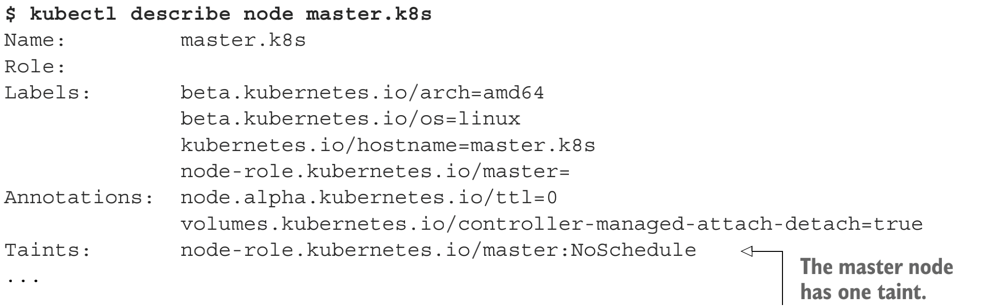 $ kubectl describe node master.k8s
Name:         master.k8s
Role:
Labels:       beta.kubernetes.io/arch=amd64
              beta.kubernetes.io/os=linux
              kubernetes.io/hostname=master.k8s
              node-role.kubernetes.io/master=
Annotations:  node.alpha.kubernetes.io/ttl=0
              volumes.kubernetes.io/controller-managed-attach-detach=true
Taints:       node-role.kubernetes.io/master:NoSchedule
...
The master node
has one taint.